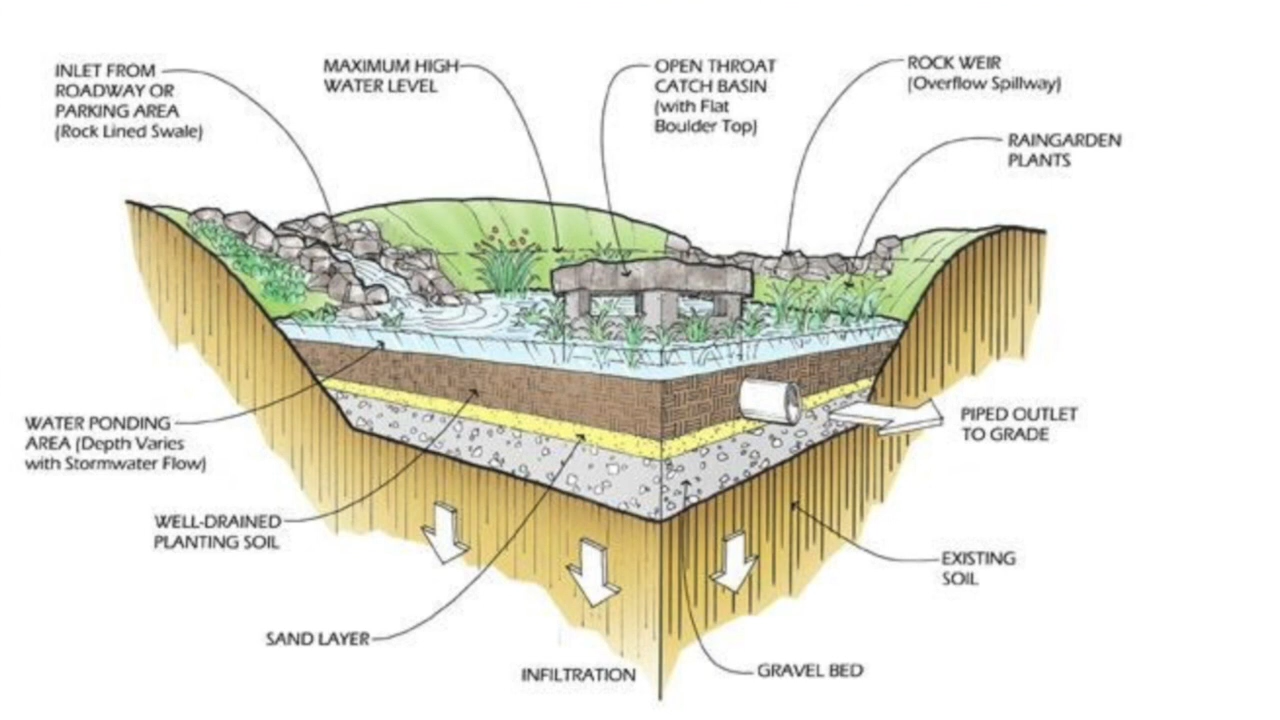 INLET FROM
ROADWAY OR
PARKING AREA
(Rock Lined Swale)
MAXIMUM HIGH
WATER LEVEL
OPEN THROAT
CATCH BASIN
(with Flat
Boulder Top)
ROCK WEIR
(Overflow Spillway)
RAINGARDEN
PLANTS
WATER PONDING
AREA (Depth Varies
with Stormwater Flow)
PIPED OUTLET
TO GRADE
WELL-DRAINED
PLANTING SOIL
EXISTING
SOIL
SAND LAYER
INFILTRATION
GRAVEL BED